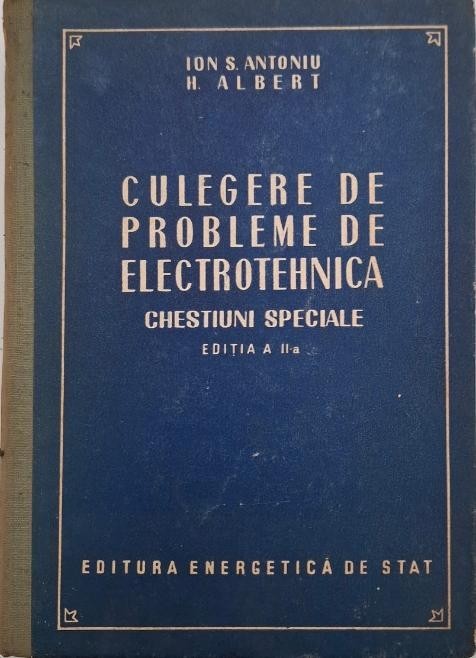 ION S. ANTONIU
H. ALBERT
CULEGERE DE
PROBLEME DE
ELECTROTEHNICA
CHESTIUNI SPECIALE
EDIȚIA A II-a
EDITURA ENERGETICĂ DE STAT